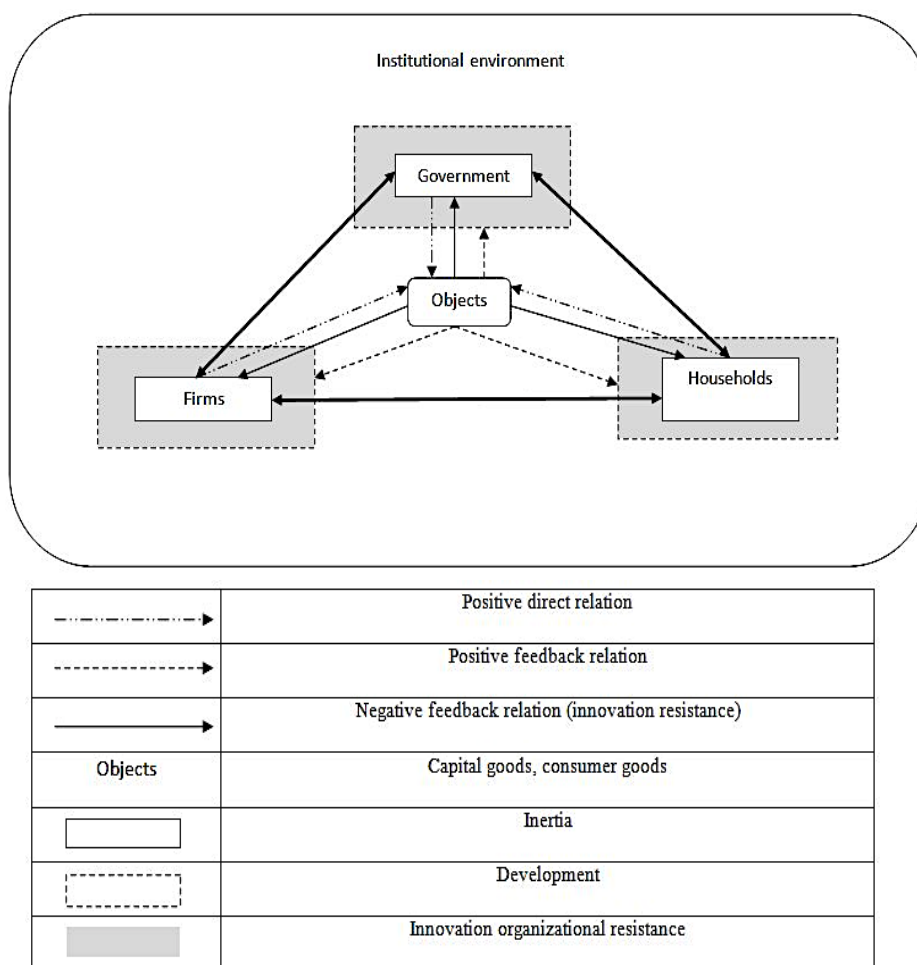 Institutional environment
Government
Objects
Firms
Households
Positive direct relation
Positive feedback relation
Negative feedback relation (innovation resistance)
Objects Capital goods, consumer goods
Inertia
Development
Innovation organizational resistance